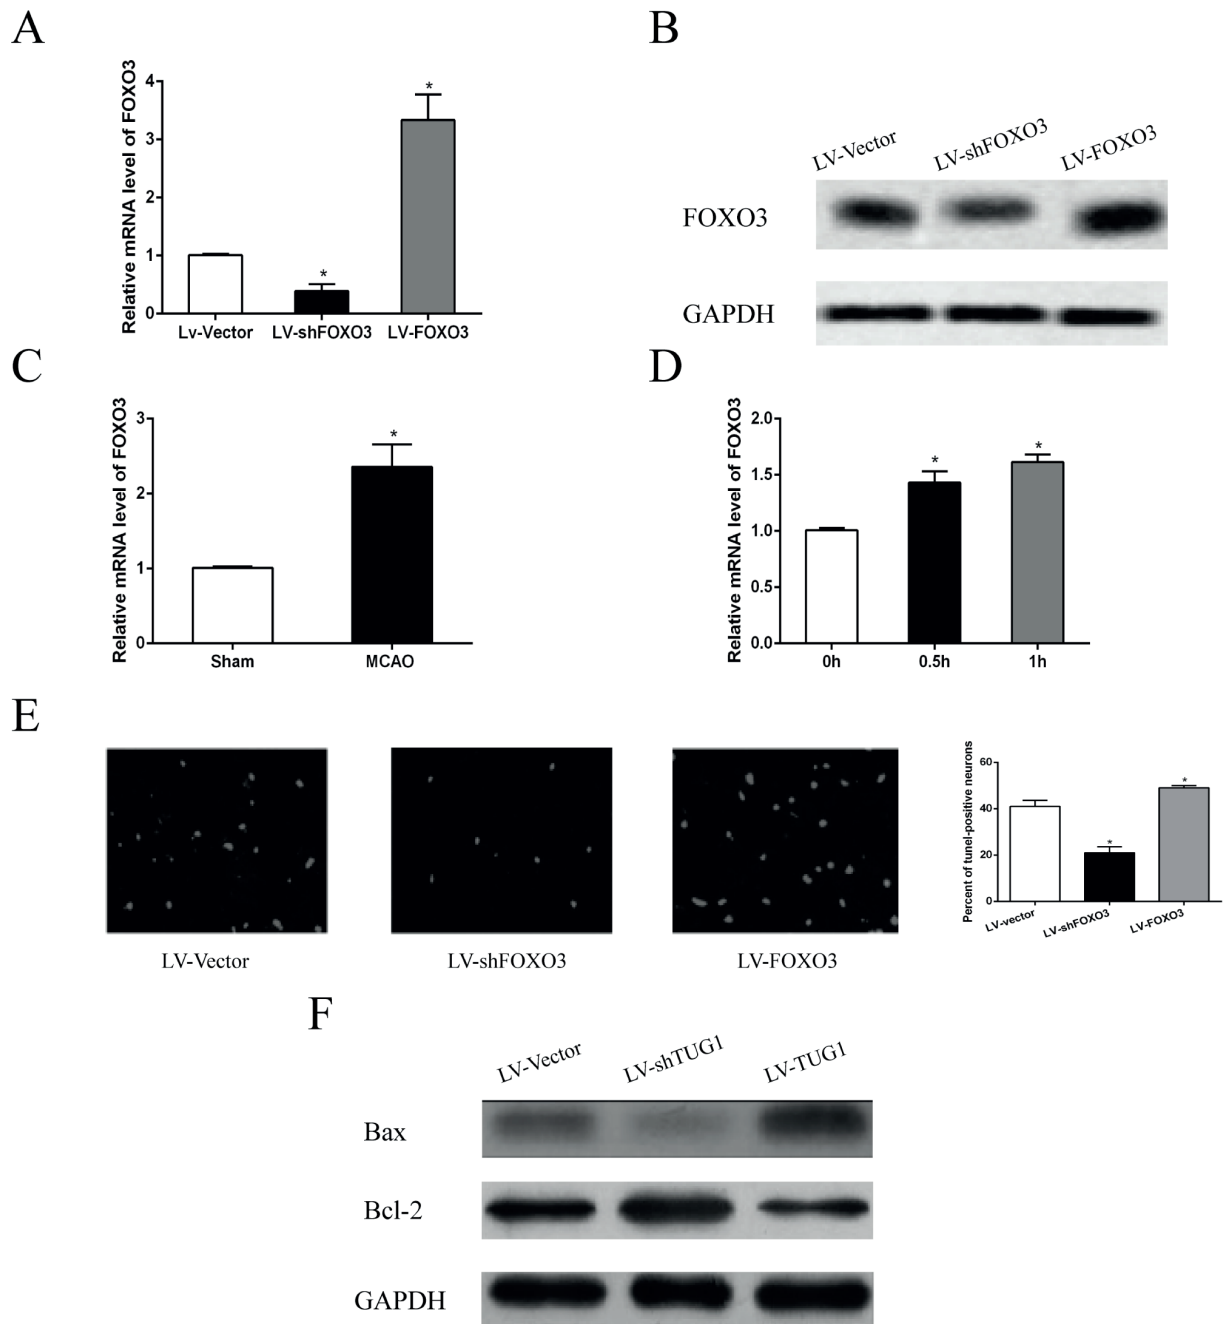 A
Relative mRNA level of FOXO3
4
3
2
1
0
*
*
Lv-Vector LV-shFOXO3 LV-FOXO3
B
LV-Vector LV-shFOXO3 LV-FOXO3
FOXO3
GAPDH
C
Relative mRNA level of FOXO3
3
2
1
0
*
Sham MCAO
D
Relative mRNA level of FOXO3
2.0
1.5
1.0
0.5
0.0
*
*
0h 0.5h 1h
E
LV-Vector LV-shFOXO3 LV-FOXO3
Percent of tunel-positive neurons
60
40
20
0
*
*
LV-vector LV-shFOXO3 LV-FOXO3
F
LV-Vector LV-shTUG1 LV-TUG1
Bax
Bcl-2
GAPDH